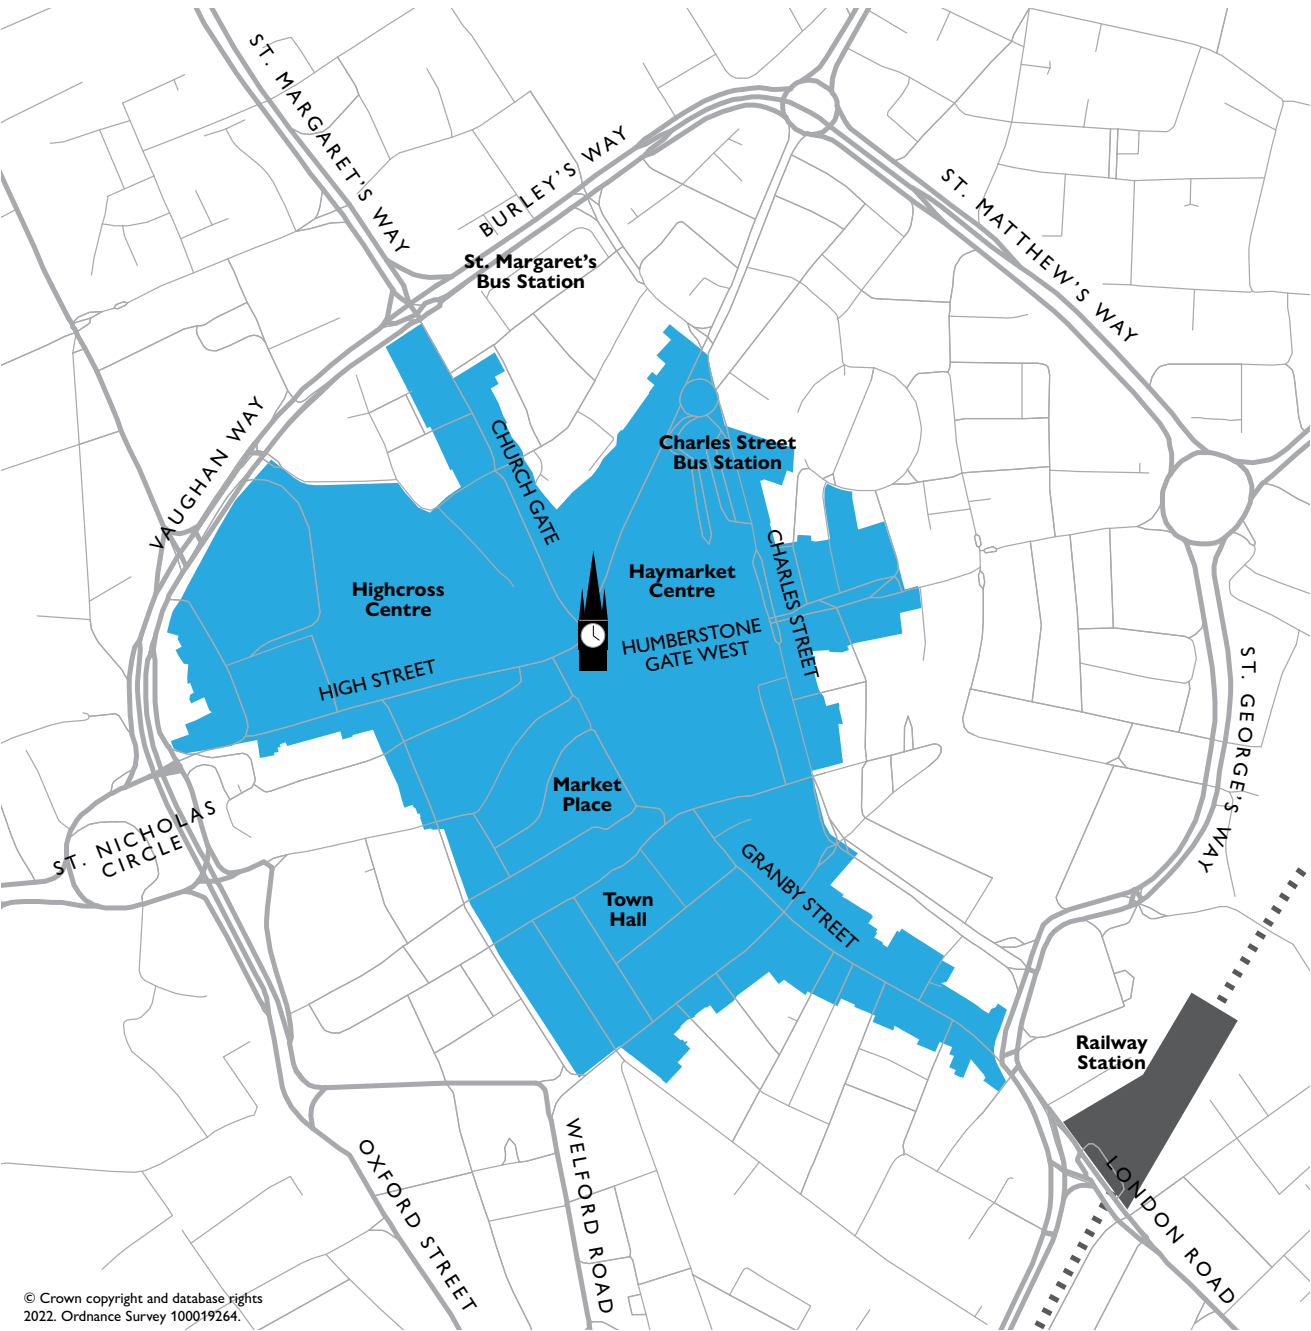 ST. MARGARET'S WAY
BURLEY'S WAY
ST. MATTHEW'S WAY
St. Margaret's
Bus Station
VAUGHAN WAY
CHURCH GATE
Charles Street
Bus Station
CHARLES STREET
Highcross
Centre
Haymarket
Centre
HUMBERSTONE
GATE WEST
HIGH STREET
ST. GEORGE'S WAY
Market
Place
ST. NICHOLAS
CIRCLE
GRANBY STREET
Town
Hall
Railway
Station
OXFORD STREET
WELFORD ROAD
LONDON ROAD
© Crown copyright and database rights
2022. Ordnance Survey 100019264.